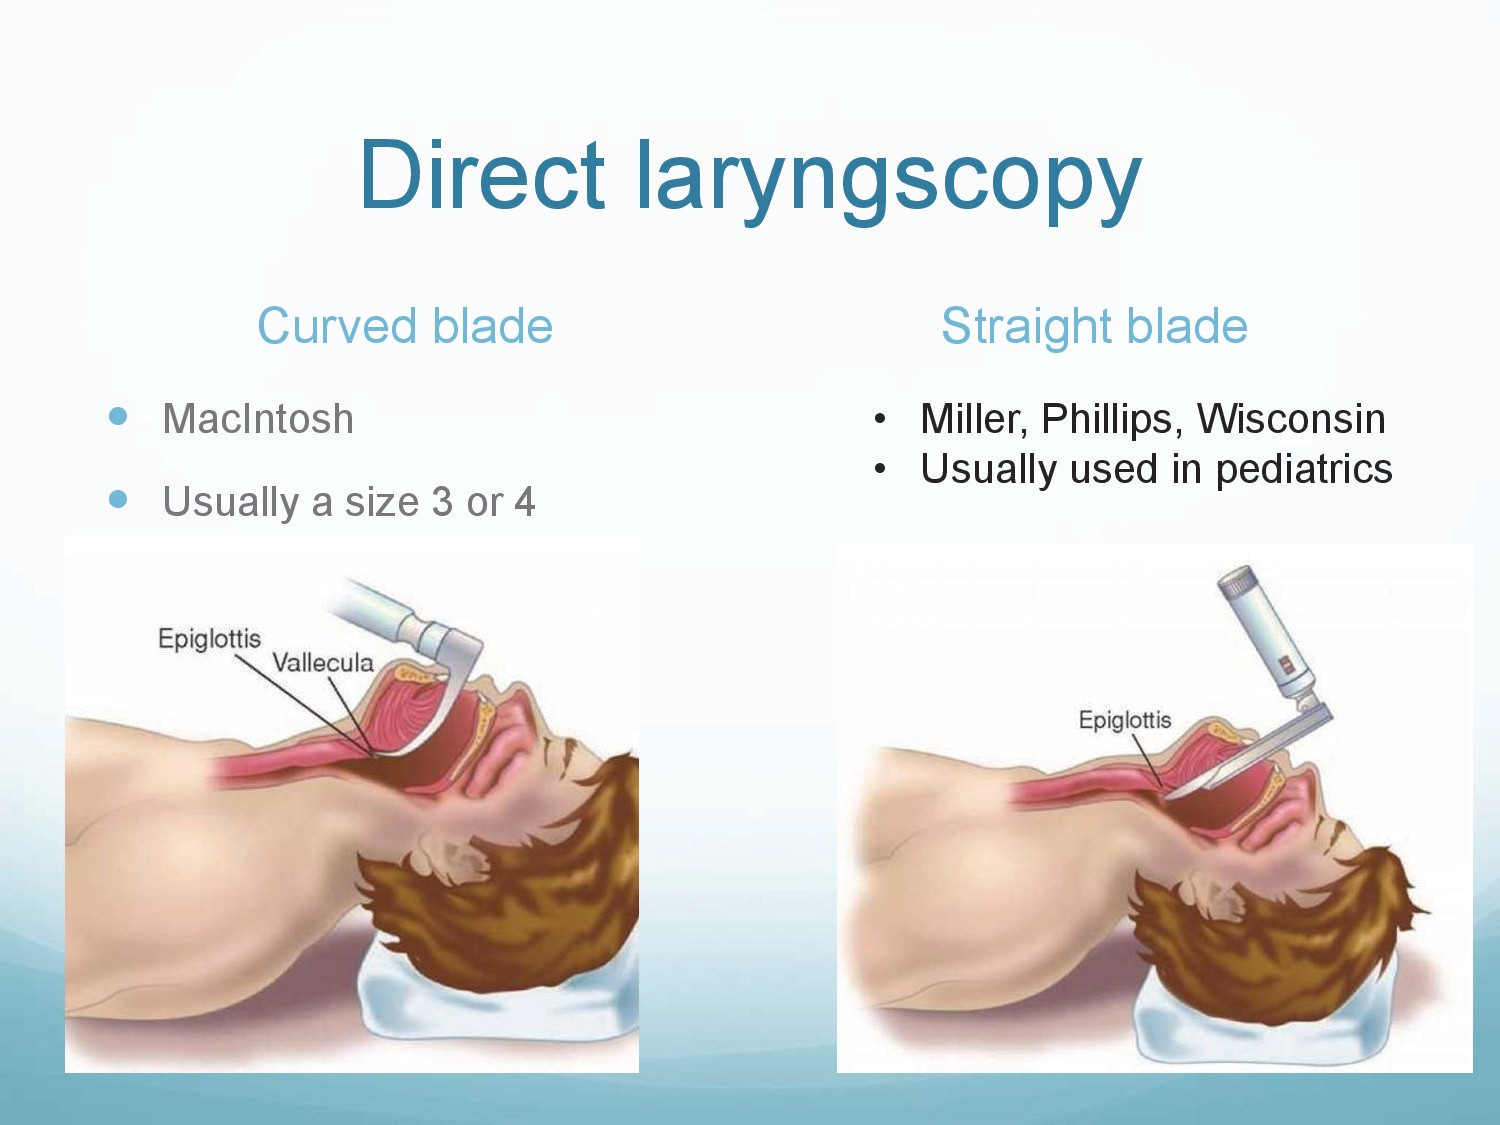 Direct laryngscopy
Curved blade
MacIntosh
Usually a size 3 or 4
Epiglottis
Vallecula
Straight blade
Miller, Phillips, Wisconsin
Usually used in pediatrics
Epiglottis